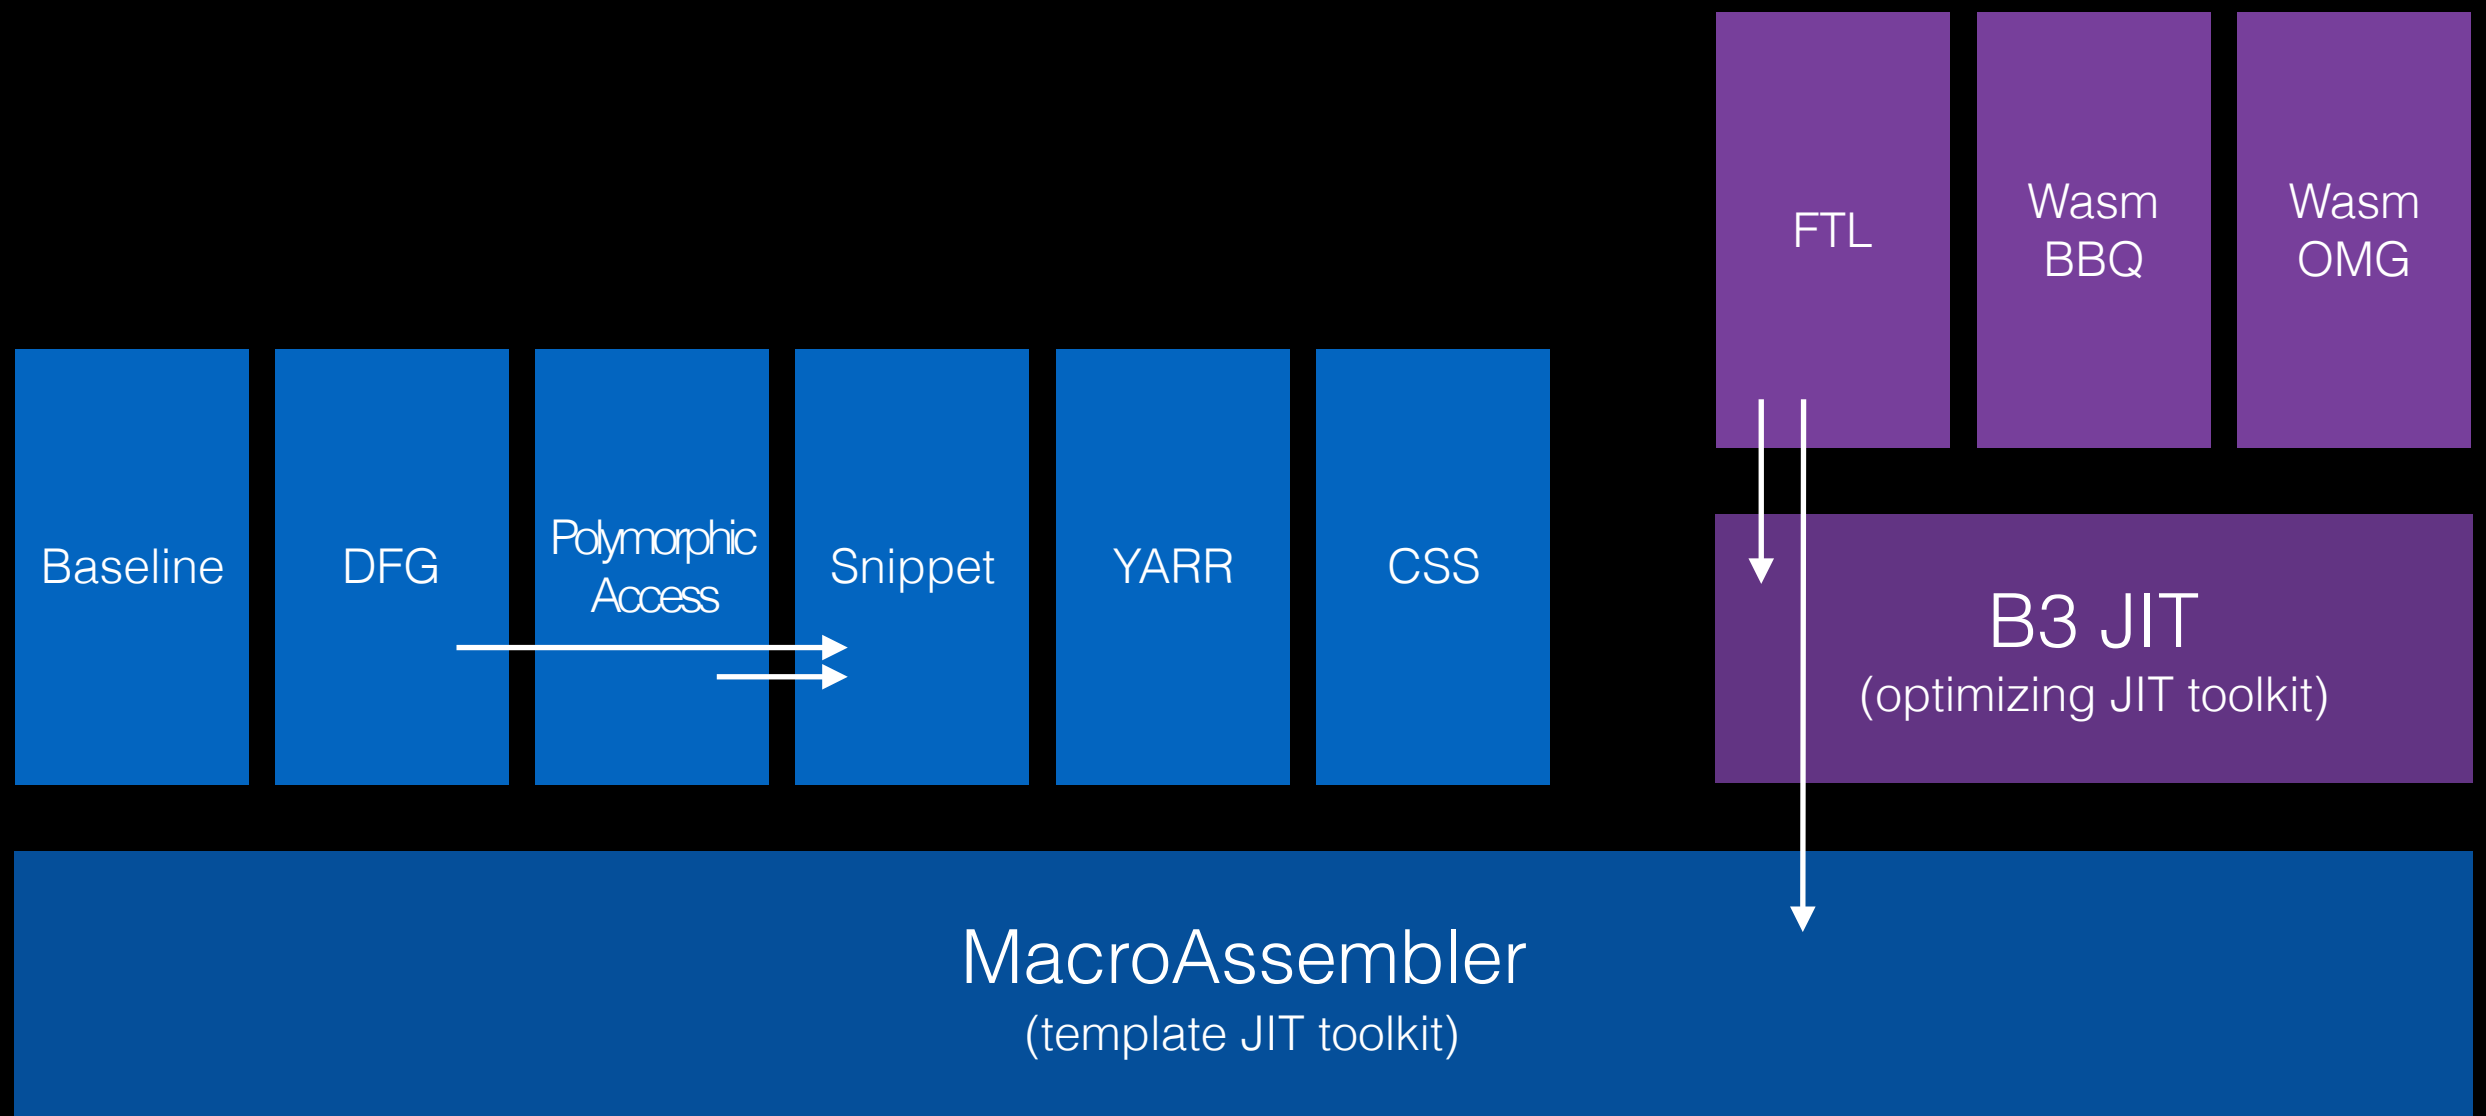 FTL
Wasm
BBQ
Wasm
OMG
Baseline
DFG
Polymorphic
Access
Snippet
YARR
CSS
B3 JIT
(optimizing JIT toolkit)
MacroAssembler
(template JIT toolkit)